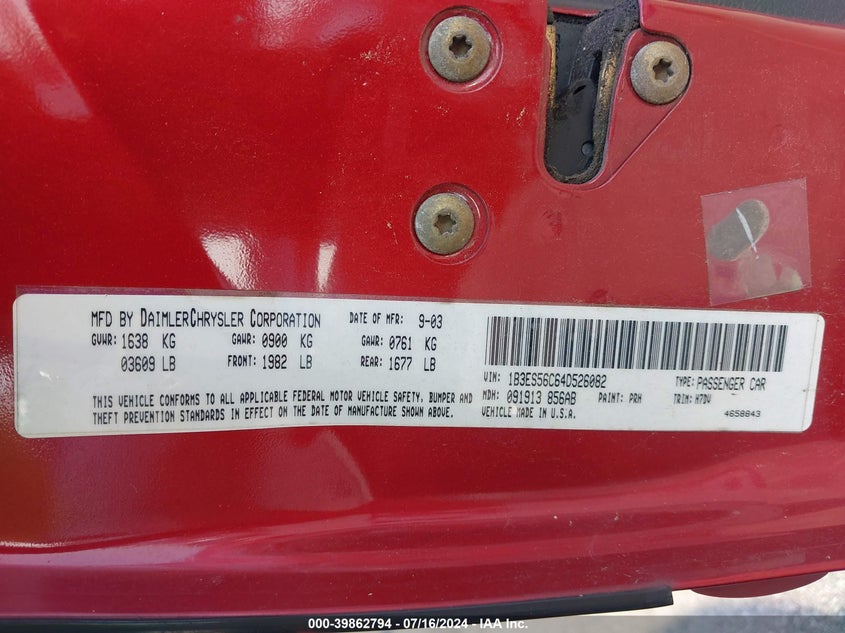 MFD BY DAIMLERCHRYSLER CORPORATION DATE OF MFR: 9-03
GVWR: 1638 KG GAWR: 0900 KG GAWR: 0761 KG
03609 LB FRONT: 1982 LB REAR: 1677 LB
THIS VEHICLE CONFORMS TO ALL APPLICABLE FEDERAL MOTOR VEHICLE SAFETY, BUMPER AND
THEFT PREVENTION STANDARDS IN EFFECT ON THE DATE OF MANUFACTURE SHOWN ABOVE.
VIN: 1B3ES56C64D526082 TYPE: PASSENGER CAR
MDH: 091913 856AB PAINT: PRH TRIM: H7DV
VEHICLE MADE IN U.S.A. 4658843
000-39862794 - 07/16/2024 - IAA Inc.